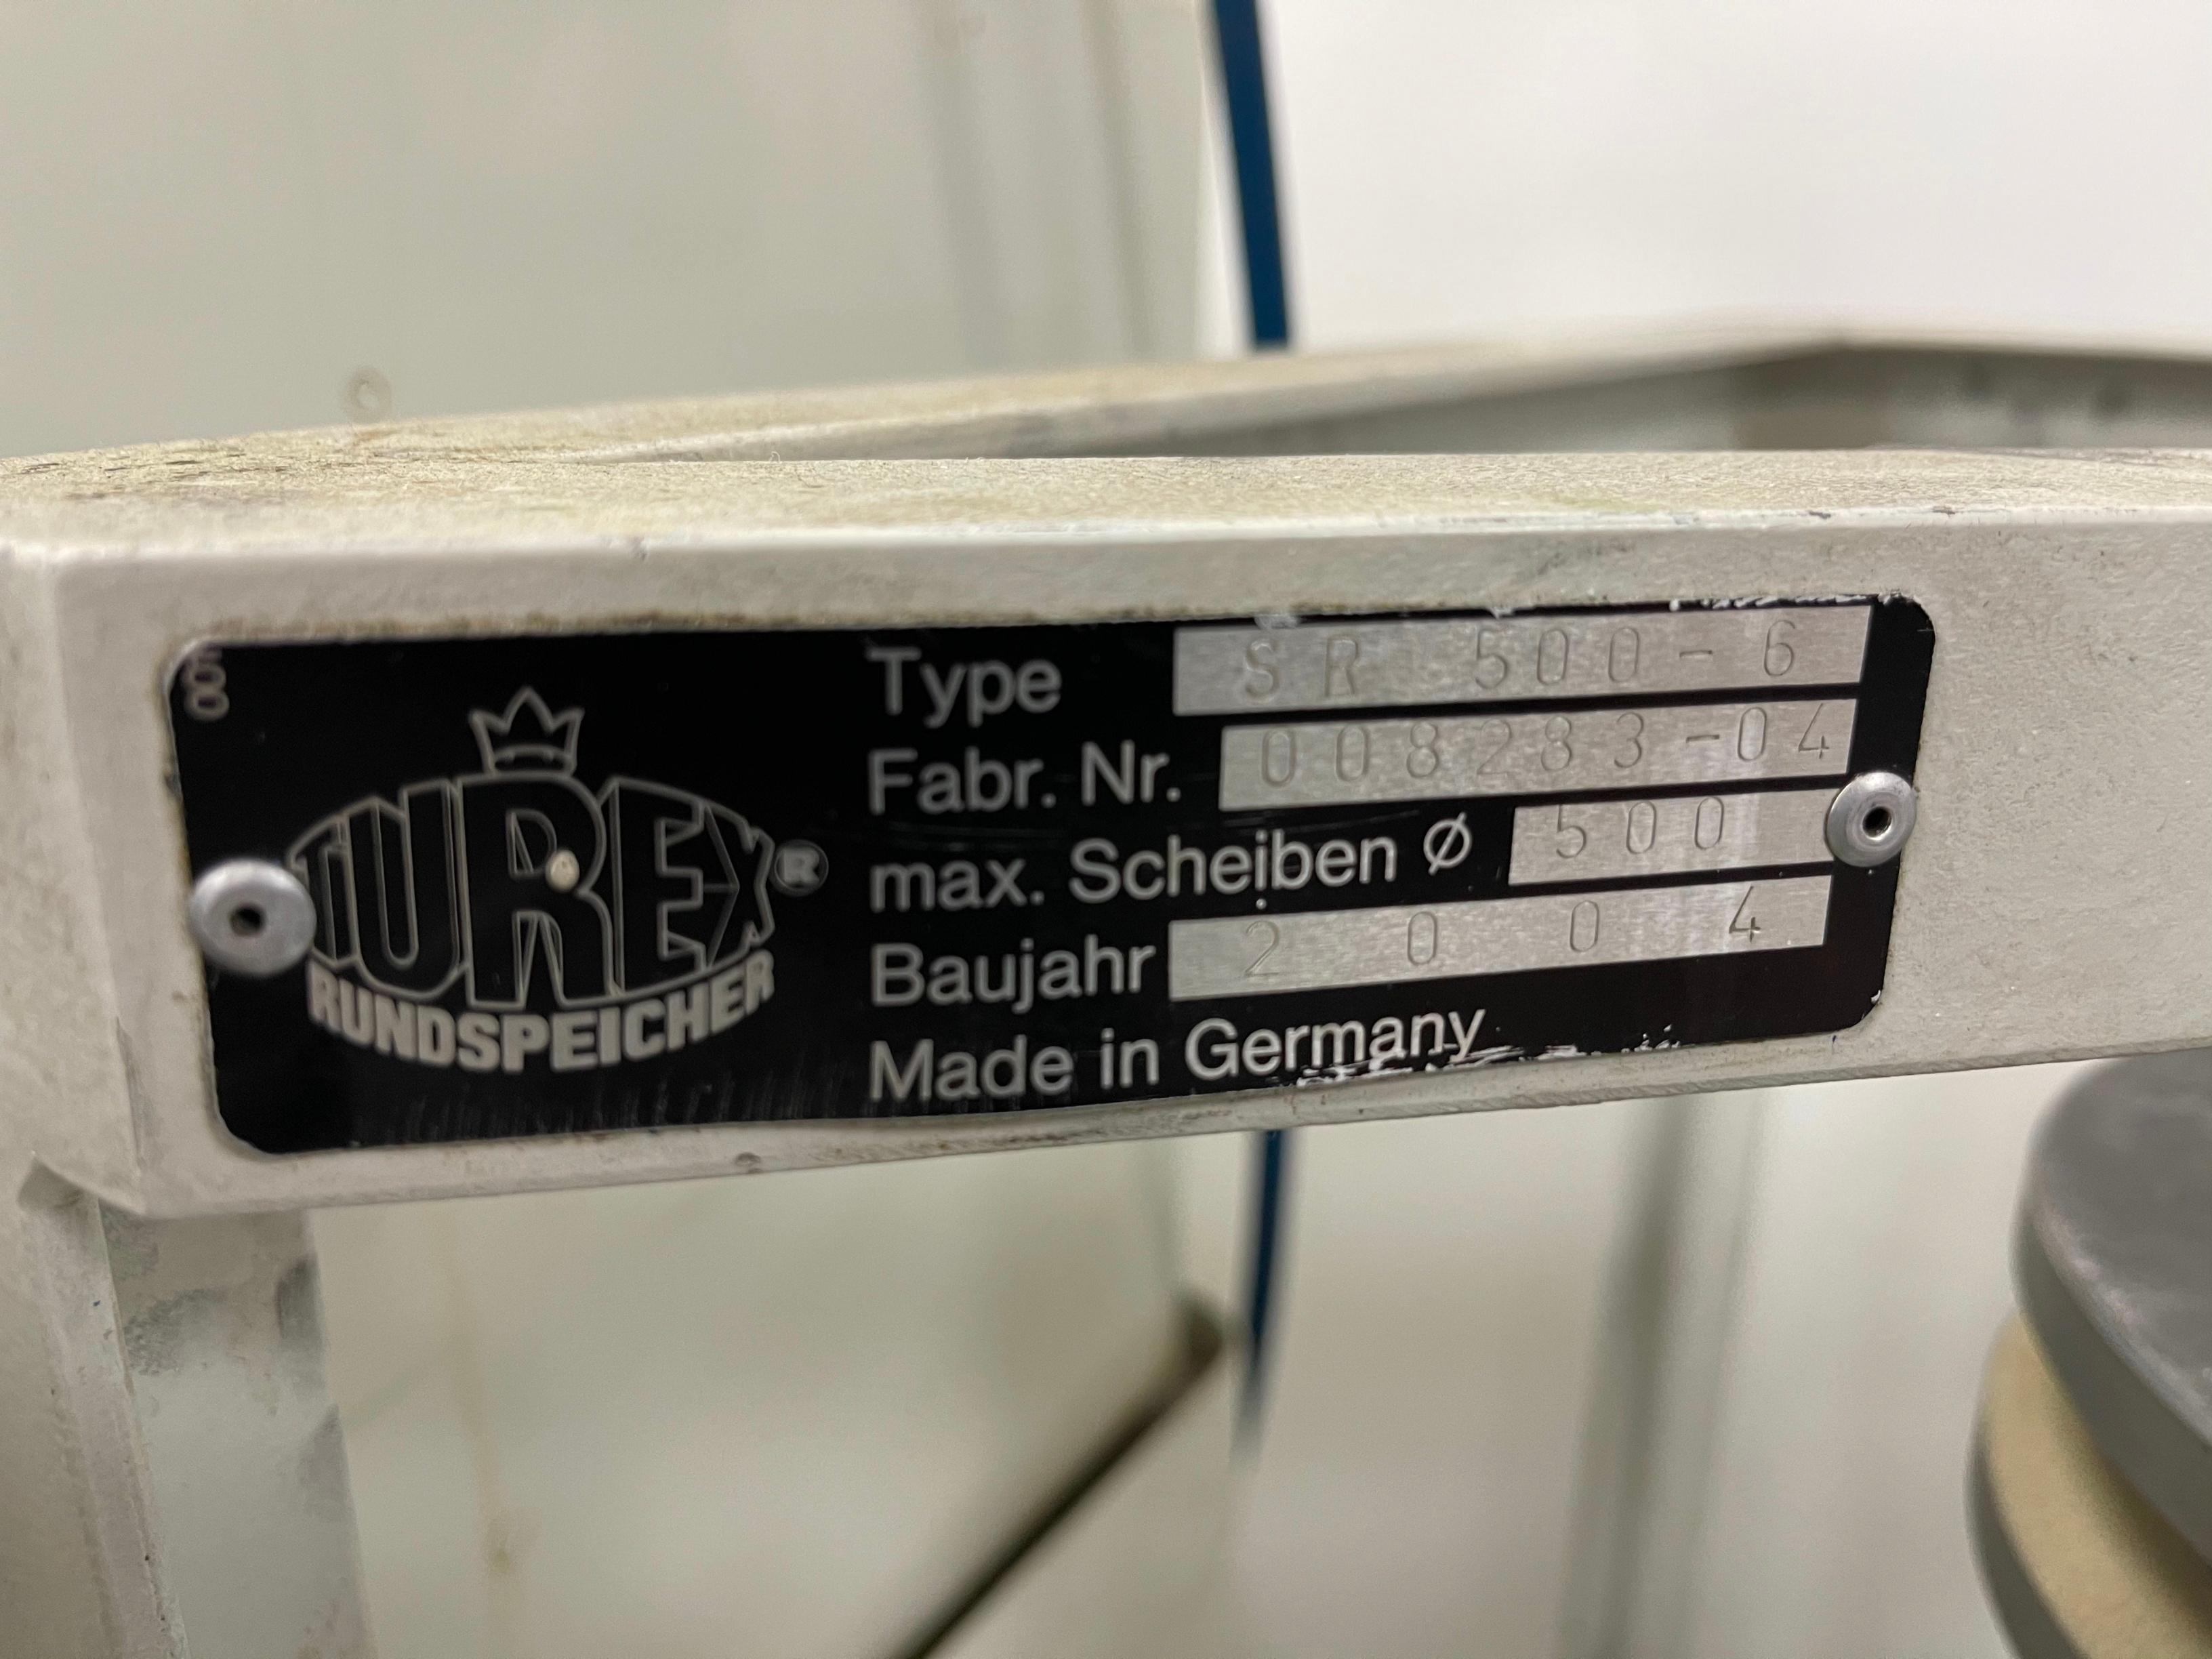 TUREX®
RUNDSPEICHER
Type SR 500-6
Fabr. Nr. 008283-04
max. Scheiben Ø 500
Baujahr 2004
Made in Germany